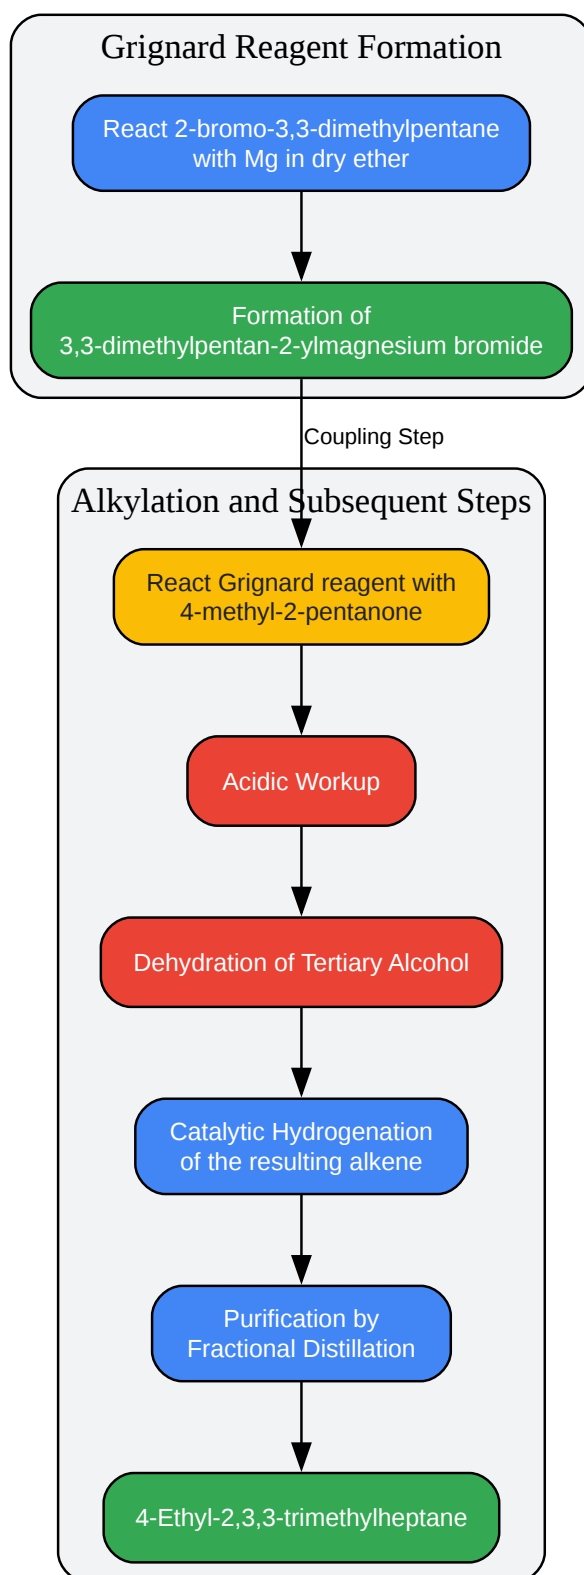 Grignard Reagent Formation
React 2-bromo-3,3-dimethylpentane
with Mg in dry ether
Formation of
3,3-dimethylpentan-2-ylmagnesium bromide
Coupling Step
Alkylation and Subsequent Steps
React Grignard reagent with
4-methyl-2-pentanone
Acidic Workup
Dehydration of Tertiary Alcohol
Catalytic Hydrogenation
of the resulting alkene
Purification by
Fractional Distillation
4-Ethyl-2,3,3-trimethylheptane